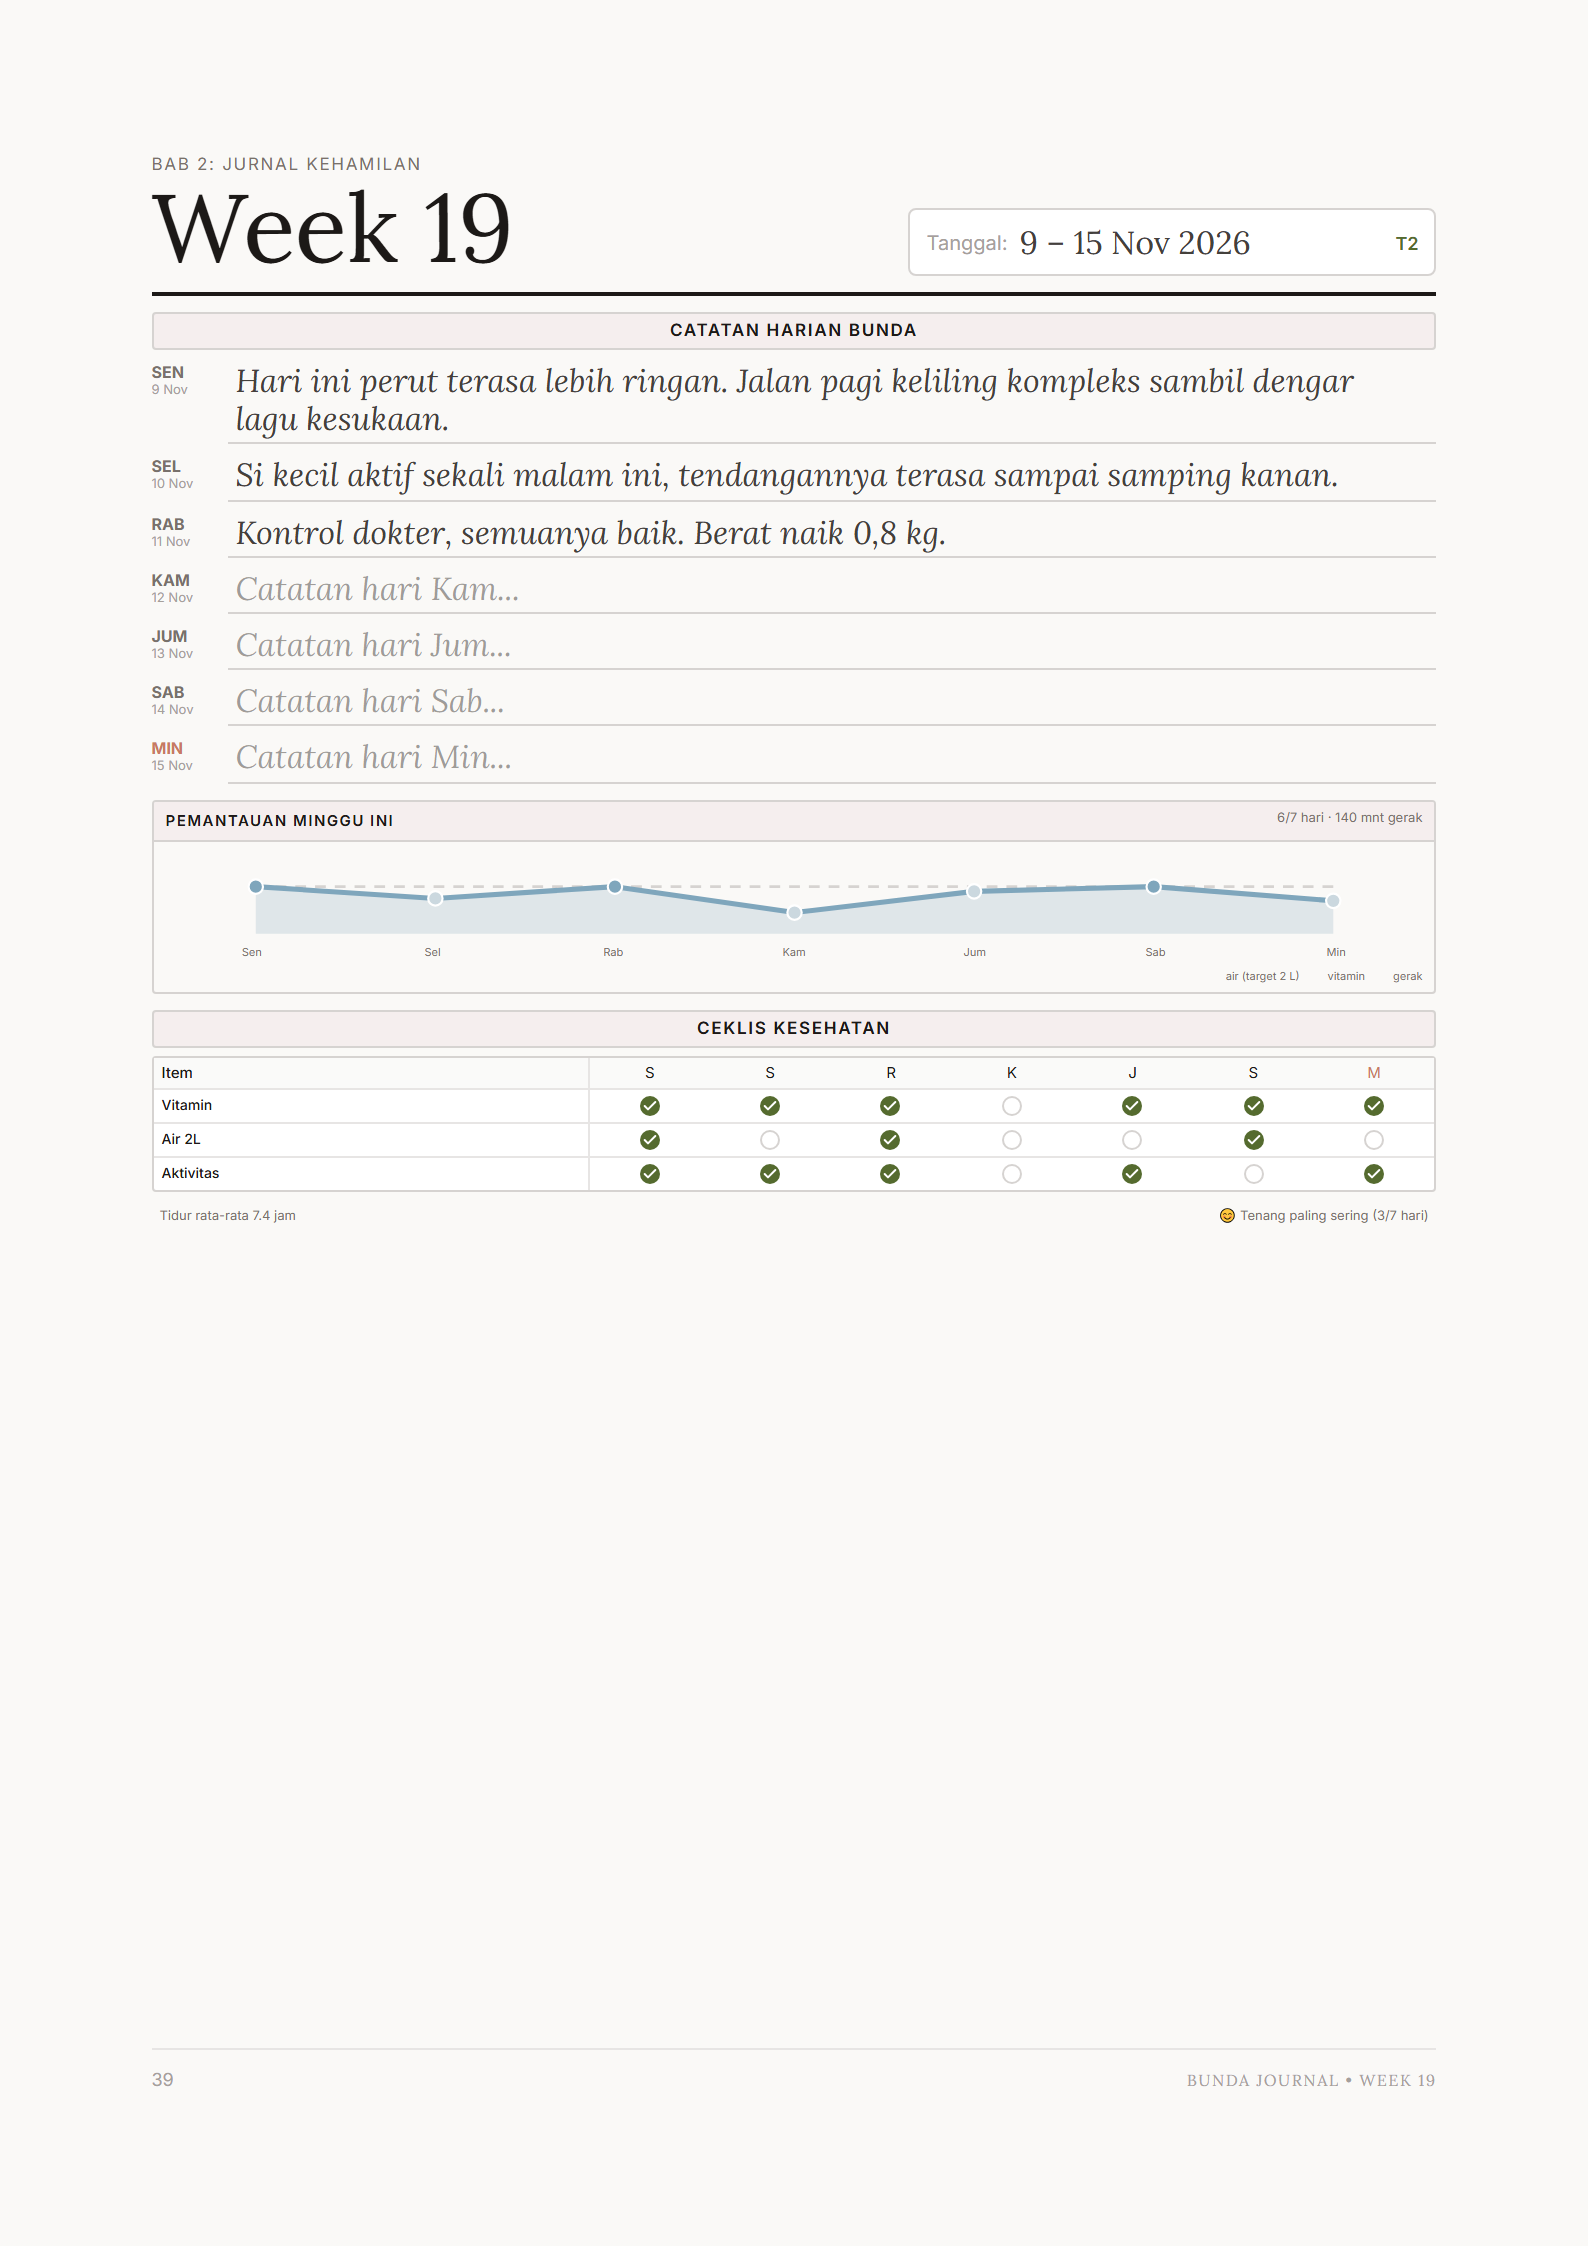 BAB 2: JURNAL KEHAMILAN
Week 19
Tanggal: 9 – 15 Nov 2026 T2
CATATAN HARIAN BUNDA
SEN
9 Nov
Hari ini perut terasa lebih ringan. Jalan pagi keliling kompleks sambil dengar
lagu kesukaan.
SEL
10 Nov
Si kecil aktif sekali malam ini, tendangannya terasa sampai samping kanan.
RAB
11 Nov
Kontrol dokter, semuanya baik. Berat naik 0,8 kg.
KAM
12 Nov
Catatan hari Kam...
JUM
13 Nov
Catatan hari Jum...
SAB
14 Nov
Catatan hari Sab...
MIN
15 Nov
Catatan hari Min...
PEMANTAUAN MINGGU INI 6/7 hari · 140 mnt gerak
Sen Sel Rab Kam Jum Sab Min
air (target 2 L) vitamin gerak
CEKLIS KESEHATAN
Item S S R K J S M
Vitamin
Air 2L
Aktivitas
Tidur rata-rata 7.4 jam 😊 Tenang paling sering (3/7 hari)
39 BUNDA JOURNAL • WEEK 19